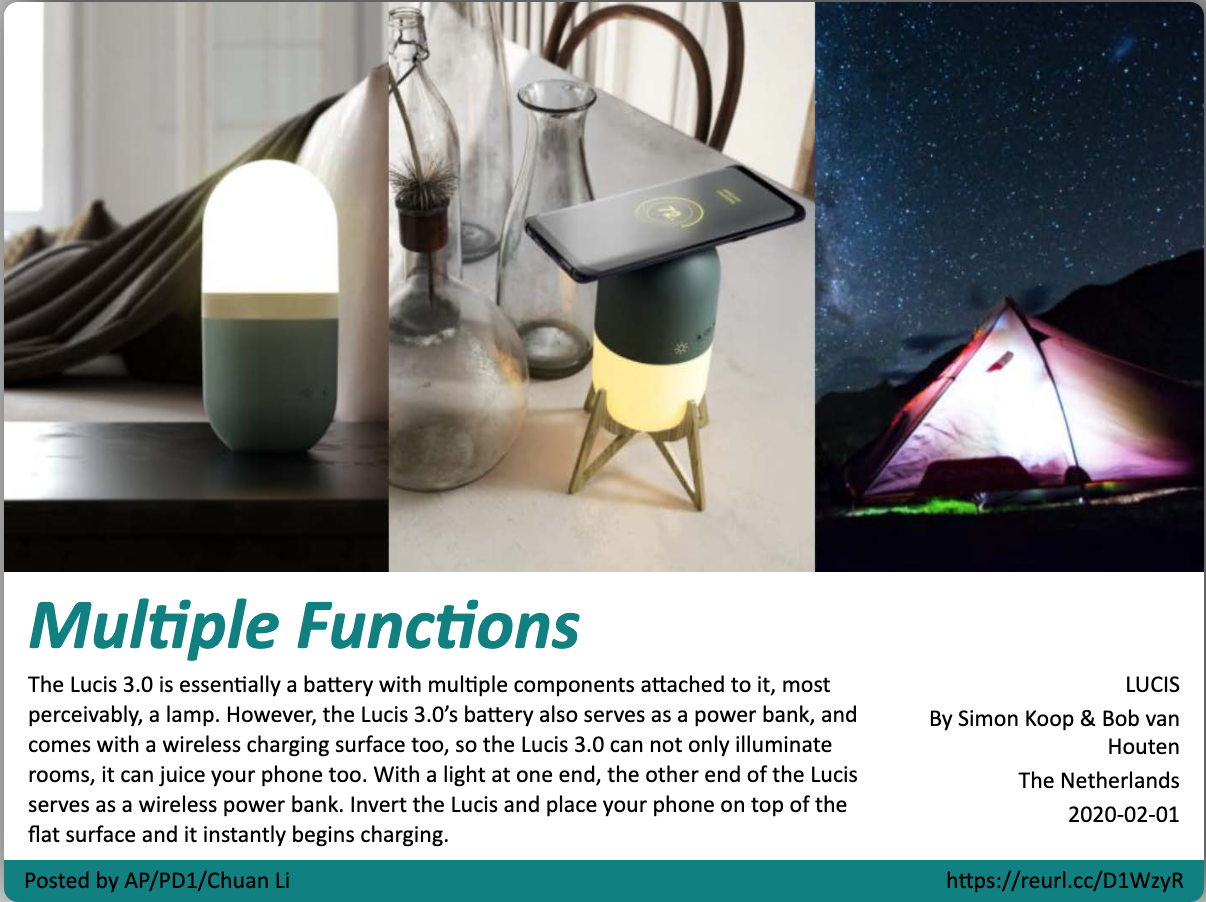 72
Multiple Functions
The Lucis 3.0 is essentially a battery with multiple components attached to it, most
perceivably, a lamp. However, the Lucis 3.0’s battery also serves as a power bank, and
comes with a wireless charging surface too, so the Lucis 3.0 can not only illuminate
rooms, it can juice your phone too. With a light at one end, the other end of the Lucis
serves as a wireless power bank. Invert the Lucis and place your phone on top of the
flat surface and it instantly begins charging.
LUCIS
By Simon Koop & Bob van
Houten
The Netherlands
2020-02-01
Posted by AP/PD1/Chuan Li
https://reurl.cc/D1WzyR